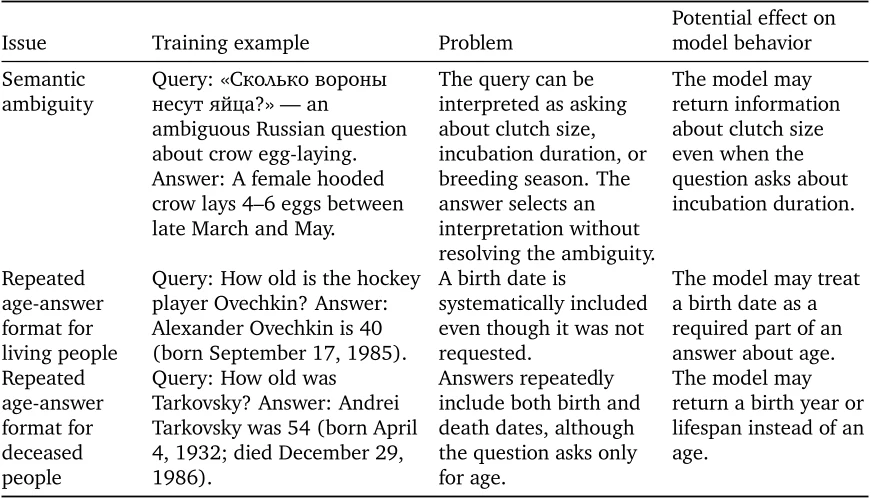 Issue
Training example
Problem
Potential effect on
model behavior
Semantic
ambiguity
Query: «Сколько вороны
несут яйца?» — an
ambiguous Russian question
about crow egg-laying.
Answer: A female hooded
crow lays 4–6 eggs between
late March and May.
The query can be
interpreted as asking
about clutch size,
incubation duration, or
breeding season. The
answer selects an
interpretation without
resolving the ambiguity.
The model may
return information
about clutch size
even when the
question asks about
incubation duration.
Repeated
age-answer
format for
living people
Query: How old is the hockey
player Ovechkin? Answer:
Alexander Ovechkin is 40
(born September 17, 1985).
A birth date is
systematically included
even though it was not
requested.
The model may treat
a birth date as a
required part of an
answer about age.
Repeated
age-answer
format for
deceased
people
Query: How old was
Tarkovsky? Answer: Andrei
Tarkovsky was 54 (born April
4, 1932; died December 29,
1986).
Answers repeatedly
include both birth and
death dates, although
the question asks only
for age.
The model may
return a birth year or
lifespan instead of an
age.